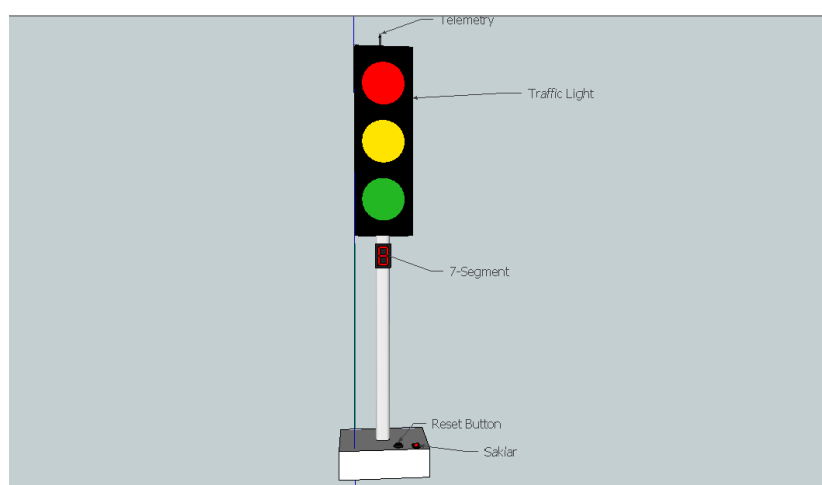 Telemetry
Traffic Light
7-Segment
Reset Button
Saklar